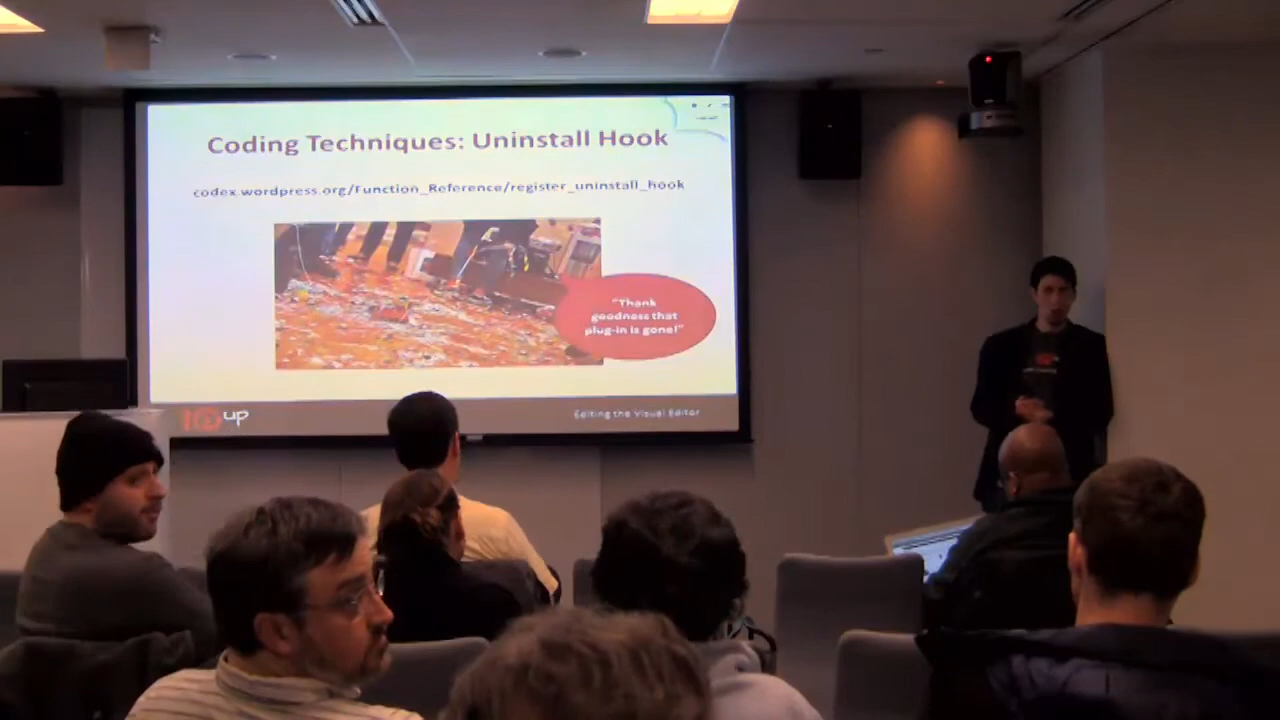 Coding Techniques: Uninstall Hook
codex.wordpress.org/Function_Reference/register_uninstall_hook
"Thank
goodness that
plug-in is gone!"
10up
Editing the Visual Editor